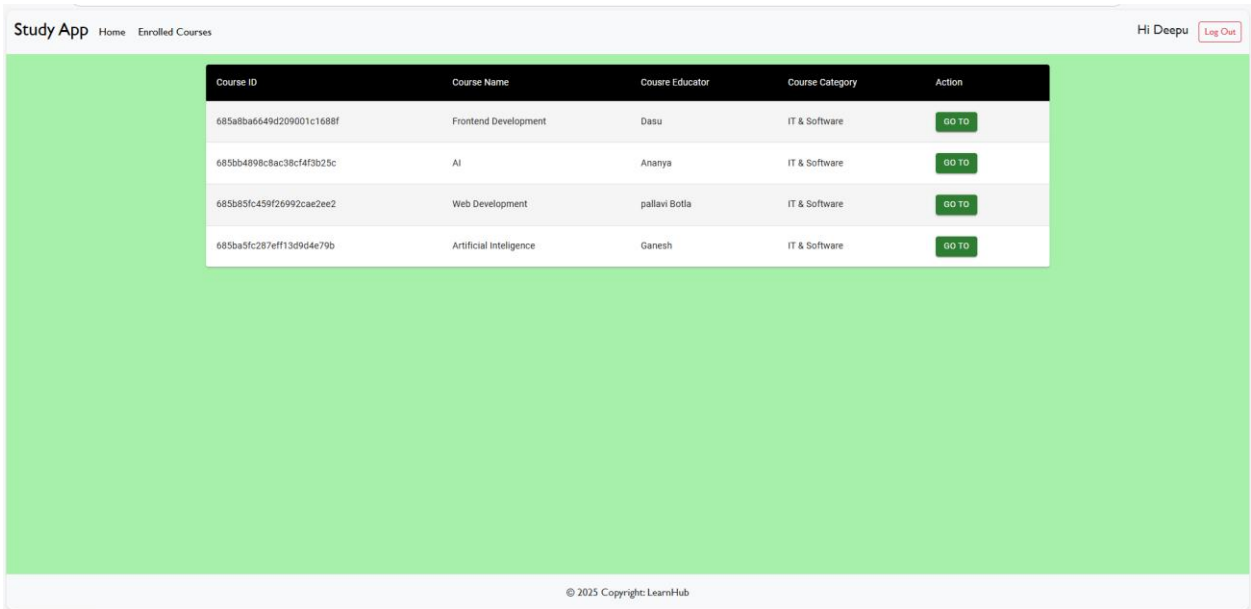 Study App Home Enrolled Courses Hi Deepu Log Out
Course ID Course Name Cousre Educator Course Category Action
685a8ba6649d209001c1688f Frontend Development Dasu IT & Software GO TO
685bb4898c8ac38cf4f3b25c AI Ananya IT & Software GO TO
685b85fc459f26992cae2ee2 Web Development pallavi Botla IT & Software GO TO
685ba5fc287eff13d9d4e79b Artificial Inteligence Ganesh IT & Software GO TO
© 2025 Copyright: LearnHub